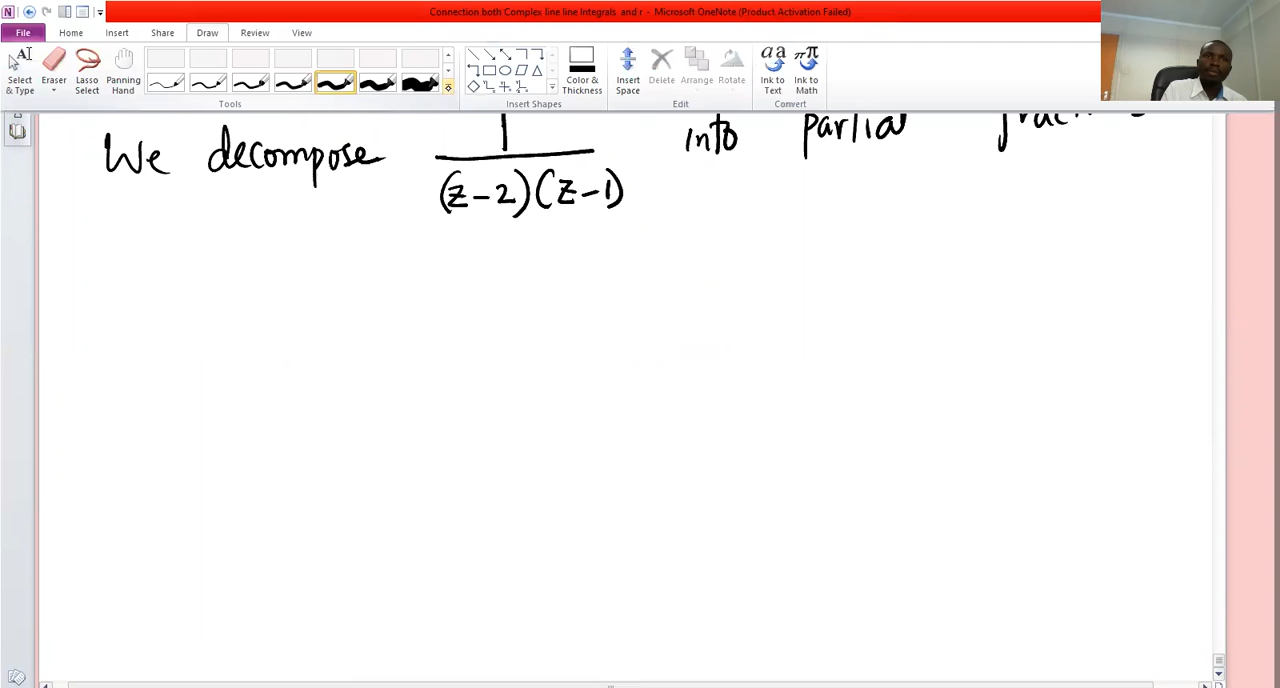 Connection both Complex line line Integrals and r - Microsoft OneNote (Product Activation Failed)
File Home Insert Draw Review View
Select & Type
Eraser
Lasso Select
Panning Hand
Color & Thickness
Insert Space
Delete
Arrange
Rotate
Ink to Text
Ink to Math
Tools Insert Shapes Edit Convert
We decompose 1/((z-2)(z-1)) into partial